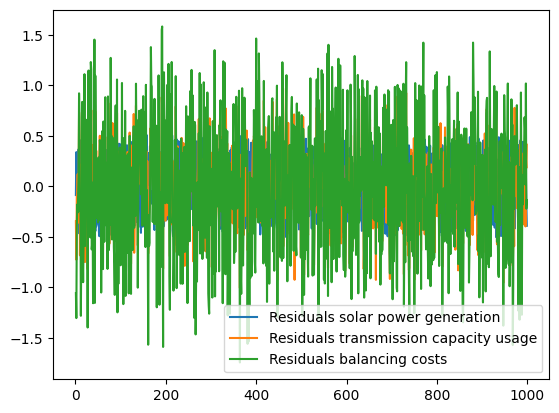 1.5
1.0
0.5
0.0
−0.5
−1.0
−1.5
Residuals solar power generation
Residuals transmission capacity usage
Residuals balancing costs
0 200 400 600 800 1000